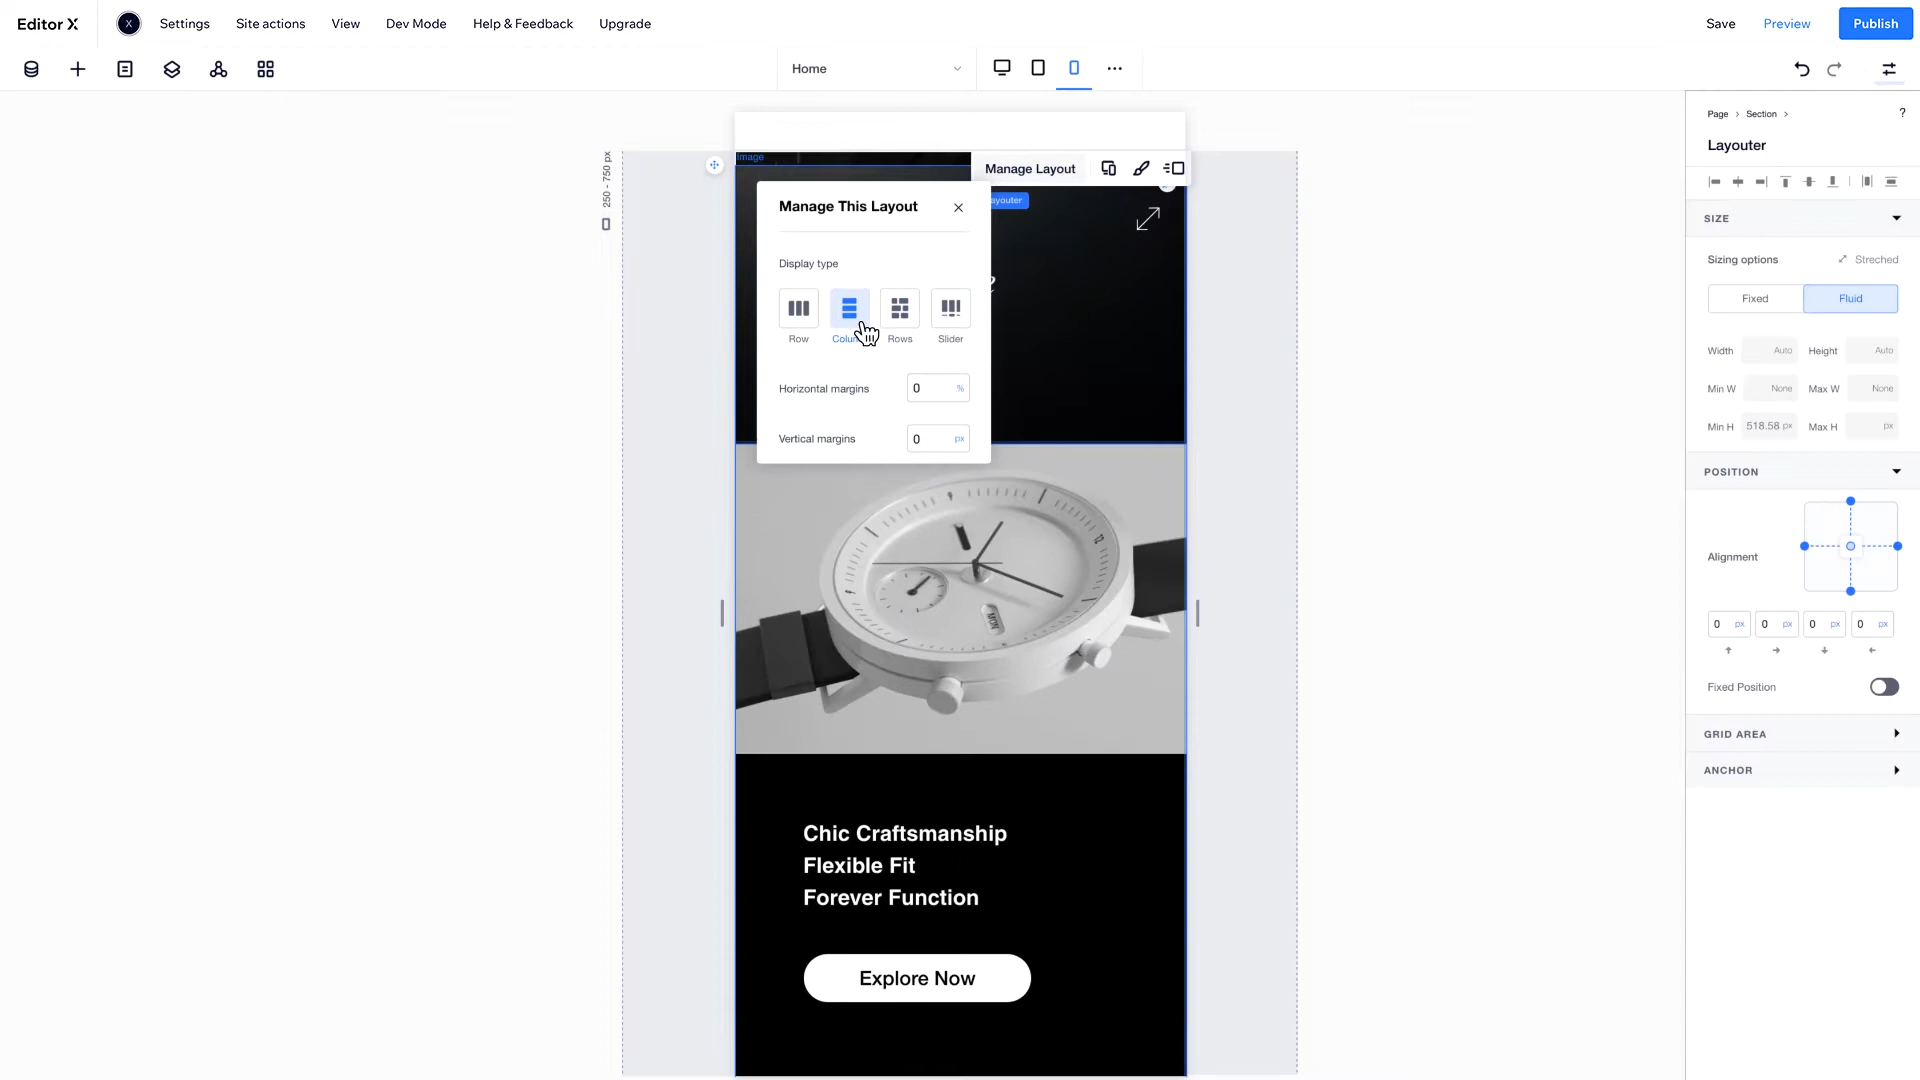 Editor X
X
Settings
Site actions
View
Dev Mode
Help & Feedback
Upgrade
Save
Preview
Publish
Home
Page > Section >
?
Layouter
250 - 750 px
Image
Manage Layout
Manage This Layout
ayouter
Display type
Row
Rows
Slider
Horizontal margins
0 %
Vertical margins
0 px
SIZE
Sizing options
Streched
Fixed
Fluid
Width Auto Height Auto
Min W None Max W None
Min H 518.58 px Max H px
POSITION
Alignment
0 px 0 px 0 px 0 px
Fixed Position
GRID AREA
ANCHOR
MON
Chic Craftsmanship
Flexible Fit
Forever Function
Explore Now